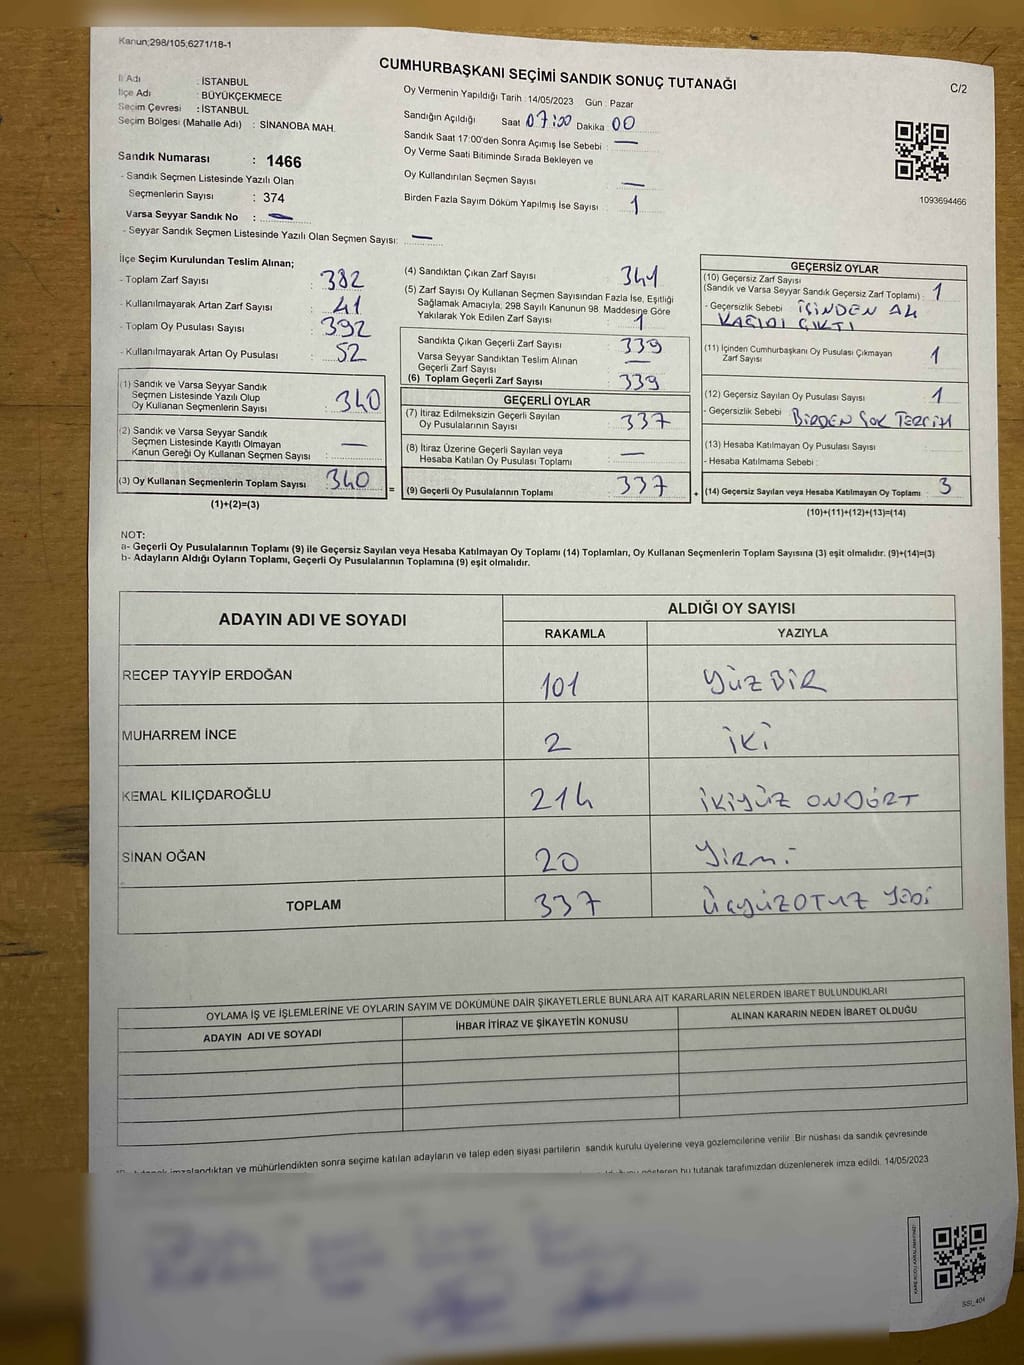 Kanun;298/105,6271/18-1
CUMHURBAŞKANI SEÇİMİ SANDIK SONUÇ TUTANAĞI
C/2
İl Adı : İSTANBUL
İlçe Adı : BÜYÜKÇEKMECE
Seçim Çevresi : İSTANBUL
Seçim Bölgesi (Mahalle Adı) : SİNANOBA MAH.
Sandık Numarası : 1466
- Sandık Seçmen Listesinde Yazılı Olan
Seçmenlerin Sayısı : 374
Varsa Seyyar Sandık No : —
- Seyyar Sandık Seçmen Listesinde Yazılı Olan Seçmen Sayısı: —
Oy Vermenin Yapıldığı Tarih : 14/05/2023 Gün : Pazar
Sandığın Açıldığı Saat 07:00 Dakika 00
Sandık Saat 17:00'den Sonra Açımış İse Sebebi : —
Oy Verme Saati Bitiminde Sırada Bekleyen ve
Oy Kullandırılan Seçmen Sayısı —
Birden Fazla Sayım Döküm Yapılmış İse Sayısı : 1
1093694466
İlçe Seçim Kurulundan Teslim Alınan;
- Toplam Zarf Sayısı : 382
- Kullanılmayarak Artan Zarf Sayısı : 41
- Toplam Oy Pusulası Sayısı : 392
- Kullanılmayarak Artan Oy Pusulası : 52
(1) Sandık ve Varsa Seyyar Sandık
Seçmen Listesinde Yazılı Olup
Oy Kullanan Seçmenlerin Sayısı : 340
(2) Sandık ve Varsa Seyyar Sandık
Seçmen Listesinde Kayıtlı Olmayan
Kanun Gereği Oy Kullanan Seçmen Sayısı : —
(3) Oy Kullanan Seçmenlerin Toplam Sayısı : 340
(1)+(2)=(3)
=
(4) Sandıktan Çıkan Zarf Sayısı : 341
(5) Zarf Sayısı Oy Kullanan Seçmen Sayısından Fazla İse, Eşitliği
Sağlamak Amacıyla, 298 Sayılı Kanunun 98. Maddesine Göre
Yakılarak Yok Edilen Zarf Sayısı : 1
Sandıkta Çıkan Geçerli Zarf Sayısı : 339
Varsa Seyyar Sandıktan Teslim Alınan
Geçerli Zarf Sayısı : —
(6) Toplam Geçerli Zarf Sayısı : 339
GEÇERLİ OYLAR
(7) İtiraz Edilmeksizin Geçerli Sayılan
Oy Pusulalarının Sayısı : 337
(8) İtiraz Üzerine Geçerli Sayılan veya
Hesaba Katılan Oy Pusulası Toplamı : —
(9) Geçerli Oy Pusulalarının Toplamı : 337
+
GEÇERSİZ OYLAR
(10) Geçersiz Zarf Sayısı
(Sandık ve Varsa Seyyar Sandık Geçersiz Zarf Toplamı) : 1
- Geçersizlik Sebebi : İÇİNDEN AK
KAĞIDI ÇIKTI
(11) İçinden Cumhurbaşkanı Oy Pusulası Çıkmayan
Zarf Sayısı : 1
(12) Geçersiz Sayılan Oy Pusulası Sayısı : 1
- Geçersizlik Sebebi : BİRDEN ÇOK TERCİH
(13) Hesaba Katılmayan Oy Pusulası Sayısı :
- Hesaba Katılmama Sebebi :
(14) Geçersiz Sayılan veya Hesaba Katılmayan Oy Toplamı : 3
(10)+(11)+(12)+(13)=(14)
NOT:
a- Geçerli Oy Pusulalarının Toplamı (9) ile Geçersiz Sayılan veya Hesaba Katılmayan Oy Toplamı (14) Toplamları, Oy Kullanan Seçmenlerin Toplam Sayısına (3) eşit olmalıdır. (9)+(14)=(3)
b- Adayların Aldığı Oyların Toplamı, Geçerli Oy Pusulalarının Toplamına (9) eşit olmalıdır.
ADAYIN ADI VE SOYADI
ALDIĞI OY SAYISI
RAKAMLA YAZIYLA
RECEP TAYYİP ERDOĞAN 101 YÜZ BİR
MUHARREM İNCE 2 İKİ
KEMAL KILIÇDAROĞLU 214 İKİYÜZ ONDÖRT
SİNAN OĞAN 20 Yirmi
TOPLAM 337 ÜçyüzOTUZ Yedi
OYLAMA İŞ VE İŞLEMLERİNE VE OYLARIN SAYIM VE DÖKÜMÜNE DAİR ŞİKAYETLERLE BUNLARA AİT KARARLARIN NELERDEN İBARET BULUNDUKLARI
ADAYIN ADI VE SOYADI İHBAR İTİRAZ VE ŞİKAYETİN KONUSU ALINAN KARARIN NEDEN İBARET OLDUĞU
tutanak imzalandıktan ve mühürlendikten sonra seçime katılan adayların ve talep eden siyasi partilerin sandık kurulu üyelerine veya gözlemcilerine verilir. Bir nüshası da sandık çevresinde
gösteren bu tutanak tarafımızdan düzenlenerek imza edildi. 14/05/2023
SSI_404